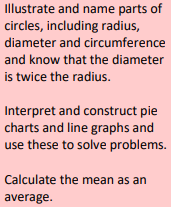 Illustrate and name parts of
circles, including radius,
diameter and circumference
and know that the diameter
is twice the radius.
Interpret and construct pie
charts and line graphs and
use these to solve problems.
Calculate the mean as an
average.